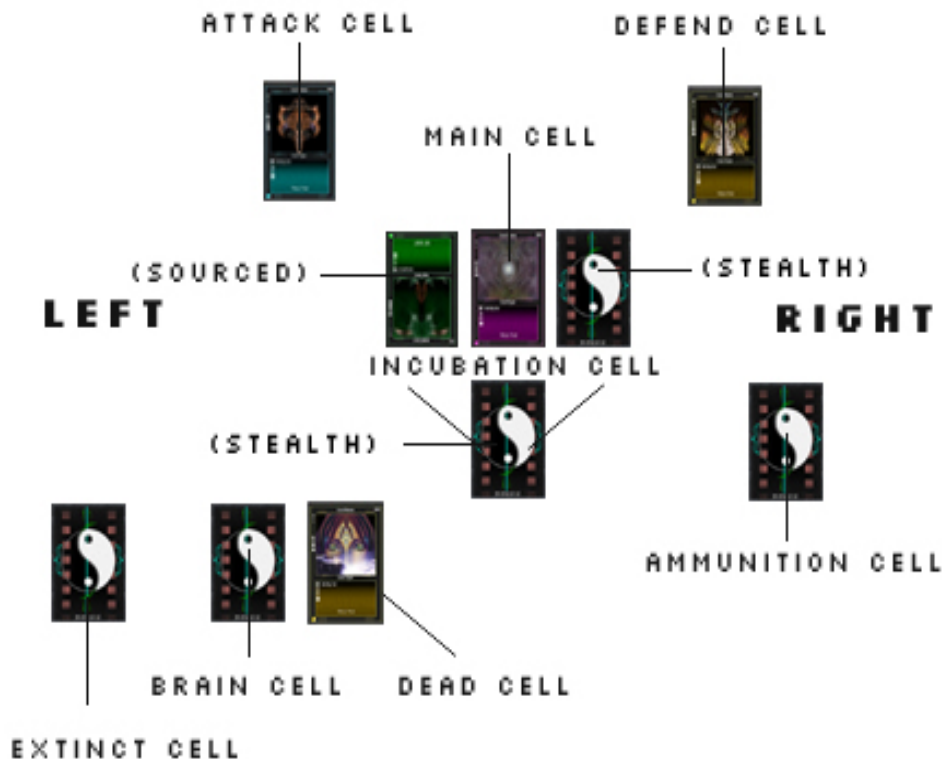 ATTACK CELL
DEFEND CELL
MAIN CELL
(SOURCED)
(STEALTH)
LEFT
RIGHT
INCUBATION CELL
(STEALTH)
AMMUNITION CELL
BRAIN CELL
DEAD CELL
EXTINCT CELL